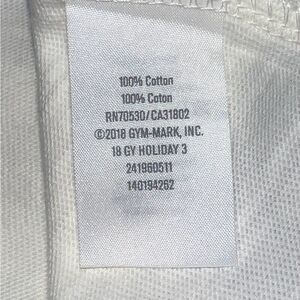 100% Cotton
100% Coton
RN70530/CA31802
©2018 GYM-MARK, INC.
18 GY HOLIDAY 3
241960511
140194262